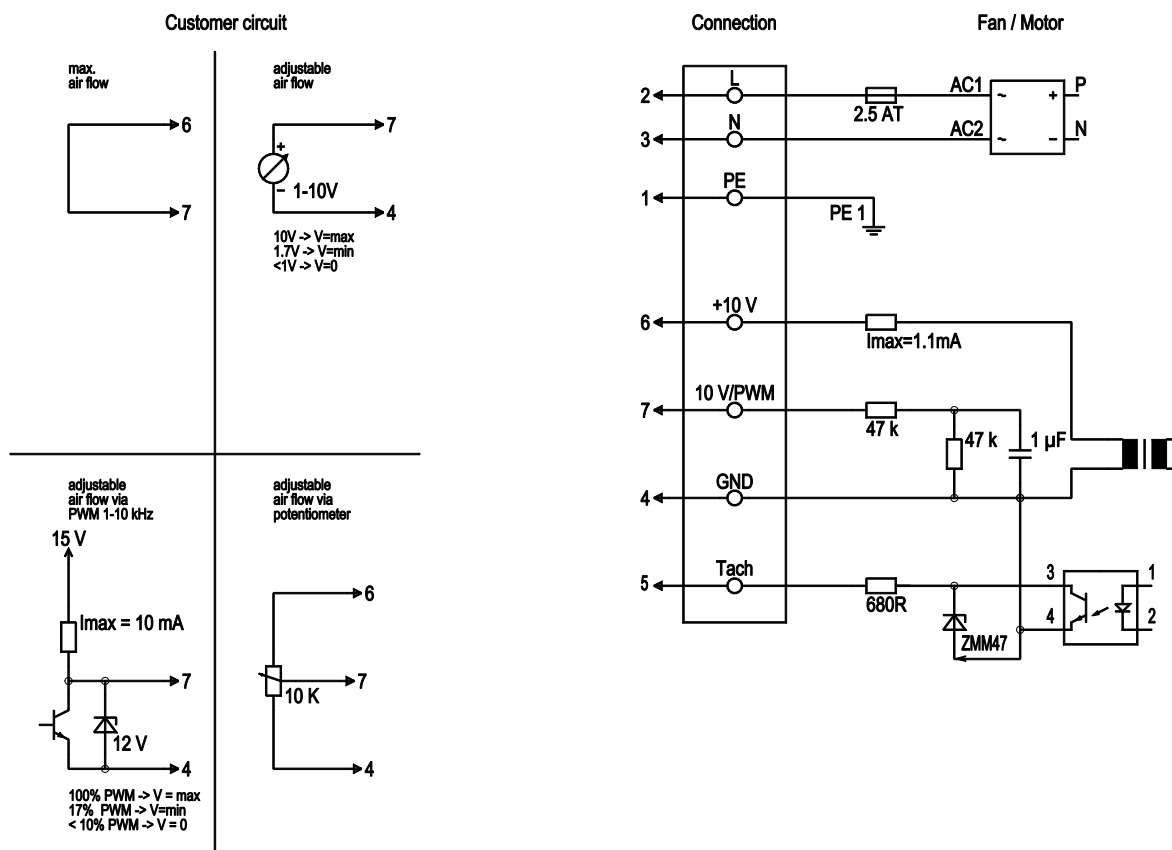 Customer circuit
max.
air flow
6
7
adjustable
air flow
7
+
− 1-10V
4
10V -> V=max
1.7V -> V=min
<1V -> V=0
adjustable
air flow via
PWM 1-10 kHz
15 V
Imax = 10 mA
7
12 V
4
100% PWM -> V = max
17% PWM -> V=min
< 10% PWM -> V = 0
adjustable
air flow via
potentiometer
6
7
10 K
4
Connection
Fan / Motor
2
L
2.5 AT
AC1
~
+
P
3
N
AC2
~
−
N
1
PE
PE 1
6
+10 V
Imax=1.1mA
7
10 V/PWM
47 k
47 k
1 µF
4
GND
5
Tach
680R
ZMM47
3
1
4
2